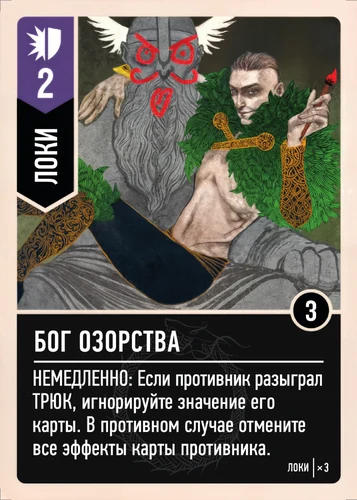 2
ЛОКИ
3
БОГ ОЗОРСТВА
НЕМЕДЛЕННО: Если противник разыграл
ТРЮК, игнорируйте значение его
карты. В противном случае отмените
все эффекты карты противника.
ЛОКИ | ×3